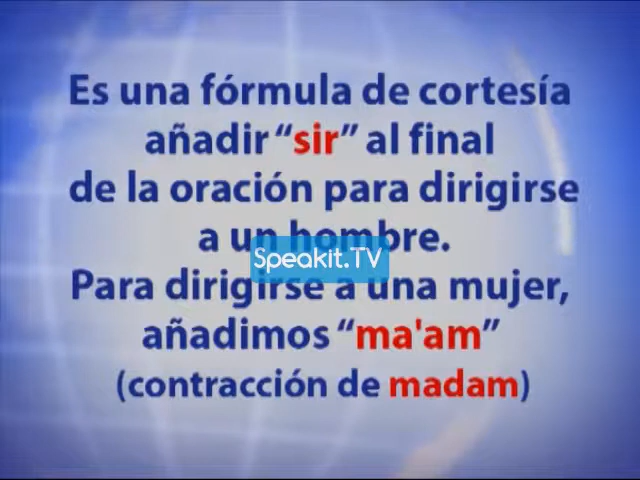 Es una fórmula de cortesía
añadir “sir” al final
de la oración para dirigirse
a un hombre.
Speakit.TV
Para dirigirse a una mujer,
añadimos “ma'am”
(contracción de madam)